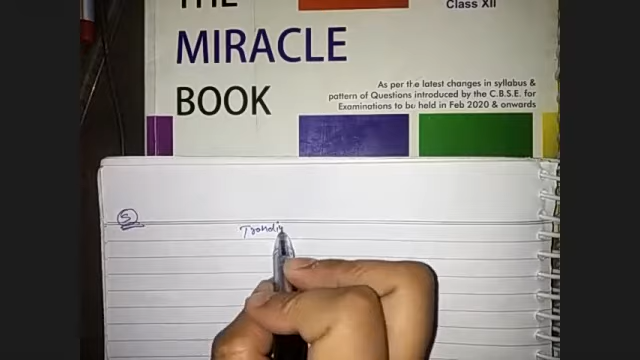 THE
Class XII
MIRACLE
BOOK
As per the latest changes in syllabus &
pattern of Questions introduced by the C.B.S.E. for
Examinations to be held in Feb 2020 & onwards
5